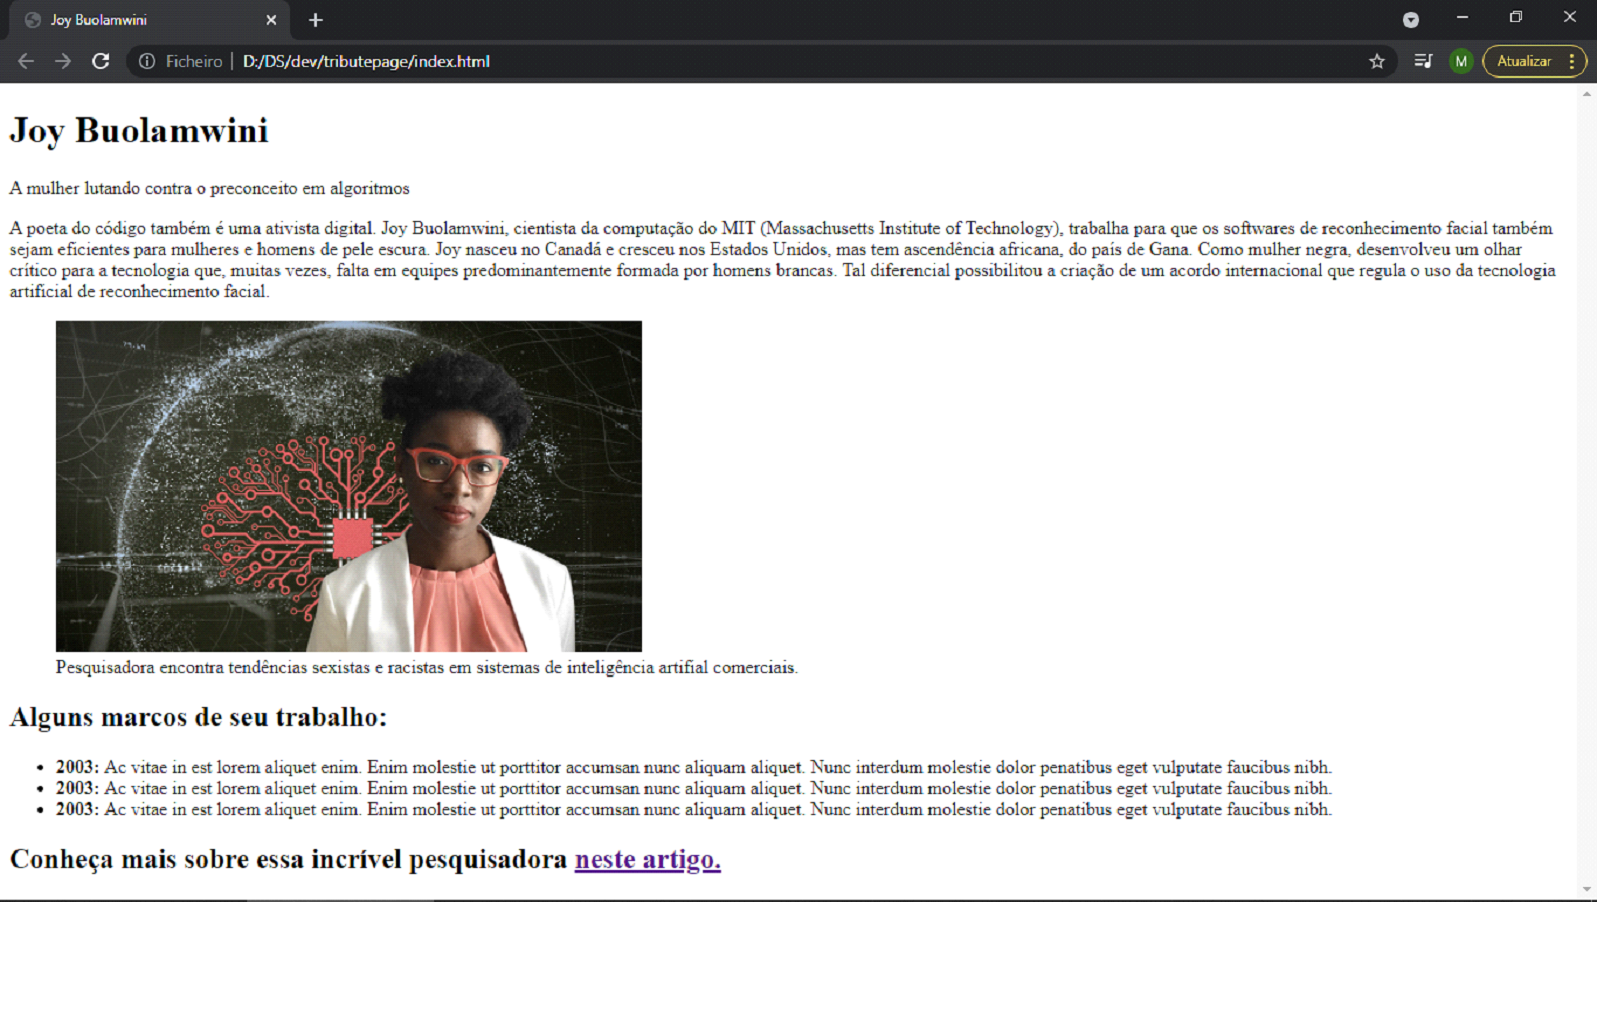 Joy Buolamwini
Ficheiro | D:/DS/dev/tributepage/index.html
M
Atualizar
Joy Buolamwini
A mulher lutando contra o preconceito em algoritmos
A poeta do código também é uma ativista digital. Joy Buolamwini, cientista da computação do MIT (Massachusetts Institute of Technology), trabalha para que os softwares de reconhecimento facial também
sejam eficientes para mulheres e homens de pele escura. Joy nasceu no Canadá e cresceu nos Estados Unidos, mas tem ascendência africana, do país de Gana. Como mulher negra, desenvolveu um olhar
crítico para a tecnologia que, muitas vezes, falta em equipes predominantemente formada por homens brancas. Tal diferencial possibilitou a criação de um acordo internacional que regula o uso da tecnologia
artificial de reconhecimento facial.
Pesquisadora encontra tendências sexistas e racistas em sistemas de inteligência artifial comerciais.
Alguns marcos de seu trabalho:
• 2003: Ac vitae in est lorem aliquet enim. Enim molestie ut porttitor accumsan nunc aliquam aliquet. Nunc interdum molestie dolor penatibus eget vulputate faucibus nibh.
• 2003: Ac vitae in est lorem aliquet enim. Enim molestie ut porttitor accumsan nunc aliquam aliquet. Nunc interdum molestie dolor penatibus eget vulputate faucibus nibh.
• 2003: Ac vitae in est lorem aliquet enim. Enim molestie ut porttitor accumsan nunc aliquam aliquet. Nunc interdum molestie dolor penatibus eget vulputate faucibus nibh.
Conheça mais sobre essa incrível pesquisadora neste artigo.